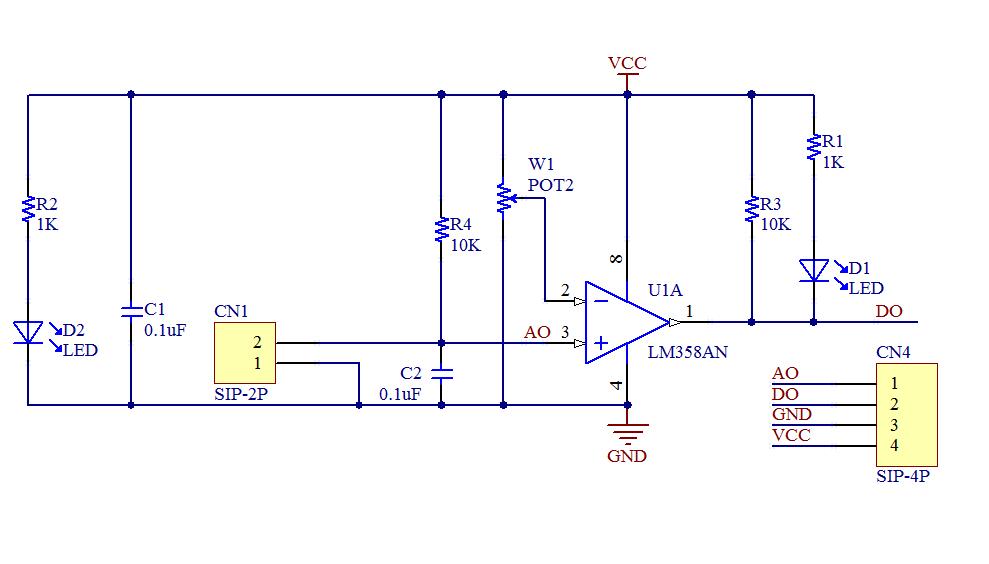 VCC
R1
1K
W1
POT2
R2
1K
R4
10K
R3
10K
8
D1
LED
2
U1A
CN1
C1
0.1uF
1
DO
D2
LED
2
1
AO
3
LM358AN
CN4
SIP-2P
C2
0.1uF
4
AO
1
DO
2
GND
3
VCC
4
GND
SIP-4P